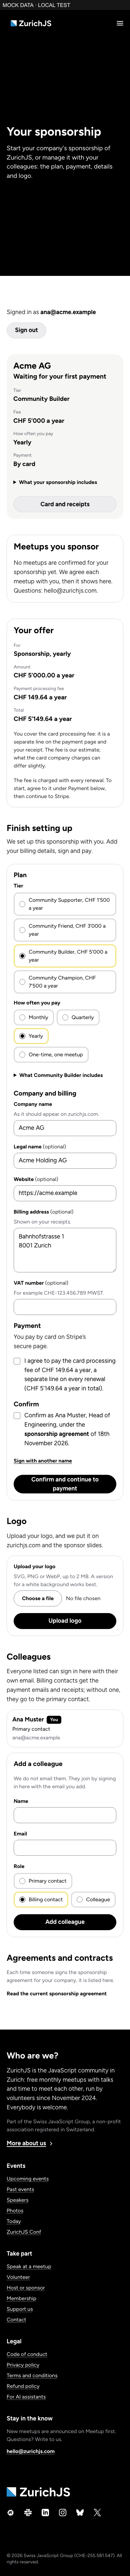 MOCK DATA · LOCAL TEST
ZurichJS
Your sponsorship
Start your company's sponsorship of
ZurichJS, or manage it with your
colleagues: the plan, payment, details
and logo.
Signed in as ana@acme.example
Sign out
Acme AG
Waiting for your first payment
Tier
Community Builder
Fee
CHF 5'000 a year
How often you pay
Yearly
Payment
By card
What your sponsorship includes
Card and receipts
Meetups you sponsor
No meetups are confirmed for your
sponsorship yet. We agree each
meetup with you, then it shows here.
Questions: hello@zurichjs.com.
Your offer
For
Sponsorship, yearly
Amount
CHF 5'000.00 a year
Payment processing fee
CHF 149.64 a year
Total
CHF 5'149.64 a year
You cover the card processing fee: it is a
separate line on the payment page and
receipt. The fee is our estimate;
what the card company charges can
differ slightly.
The fee is charged with every renewal. To
start, agree to it under Payment below,
then continue to Stripe.
Finish setting up
We set up this sponsorship with you. Add
your billing details, sign and pay.
Plan
Tier
Community Supporter, CHF 1'500
a year
Community Friend, CHF 3'000 a
year
Community Builder, CHF 5'000 a
year
Community Champion, CHF
7'500 a year
How often you pay
Monthly
Quarterly
Yearly
One-time, one meetup
What Community Builder includes
Company and billing
Company name
As it should appear on zurichjs.com.
Acme AG
Legal name (optional)
Acme Holding AG
Website (optional)
https://acme.example
Billing address (optional)
Shown on your receipts.
Bahnhofstrasse 1
8001 Zurich
VAT number (optional)
For example CHE-123.456.789 MWST.
Payment
You pay by card on Stripe's
secure page.
I agree to pay the card processing
fee of CHF 149.64 a year, a
separate line on every renewal
(CHF 5'149.64 a year in total).
Confirm
Confirm as Ana Muster, Head of
Engineering, under the
sponsorship agreement of 18th
November 2026.
Sign with another name
Confirm and continue to
payment
Logo
Upload your logo, and we put it on
zurichjs.com and the sponsor slides.
Upload your logo
SVG, PNG or WebP, up to 2 MB. A version
for a white background works best.
Choose a file
No file chosen
Upload logo
Colleagues
Everyone listed can sign in here with their
own email. Billing contacts get the
payment emails and receipts; without one,
they go to the primary contact.
Ana Muster You
Primary contact
ana@acme.example
Add a colleague
We do not email them. They join by signing
in here with the email you add.
Name
Email
Role
Primary contact
Billing contact
Colleague
Add colleague
Agreements and contracts
Each time someone signs the sponsorship
agreement for your company, it is listed here.
Read the current sponsorship agreement
Who are we?
ZurichJS is the JavaScript community in
Zurich: free monthly meetups with talks
and time to meet each other, run by
volunteers since November 2024.
Everybody is welcome.
Part of the Swiss JavaScript Group, a non-profit
association registered in Switzerland.
More about us
Events
Upcoming events
Past events
Speakers
Photos
Today
ZurichJS Conf
Take part
Speak at a meetup
Volunteer
Host or sponsor
Membership
Support us
Contact
Legal
Code of conduct
Privacy policy
Terms and conditions
Refund policy
For AI assistants
Stay in the know
New meetups are announced on Meetup first.
Questions? Write to us.
hello@zurichjs.com
ZurichJS
© 2026 Swiss JavaScript Group (CHE-255.581.547). All
rights reserved.